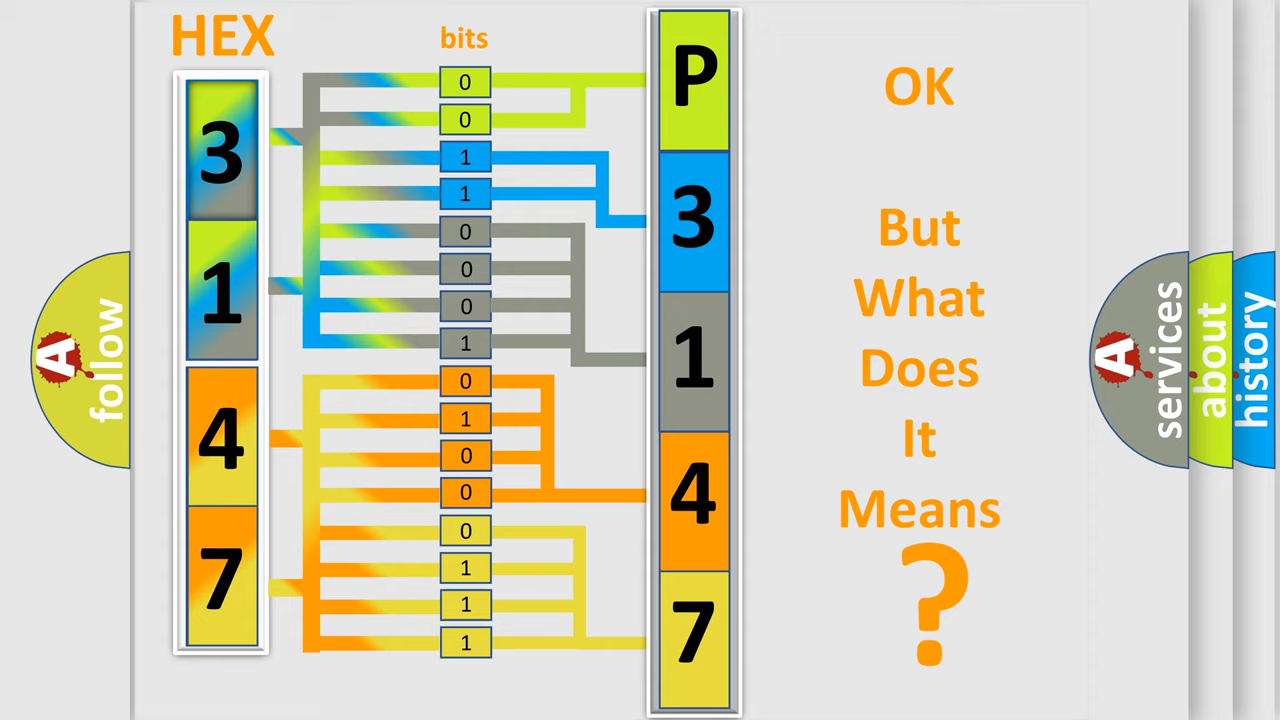 HEX
bits
3
1
4
7
0
0
1
1
0
0
0
1
0
1
0
0
0
1
1
1
P
3
1
4
7
OK
But
What
Does
It
Means
?
A
follow
A
services
about
history